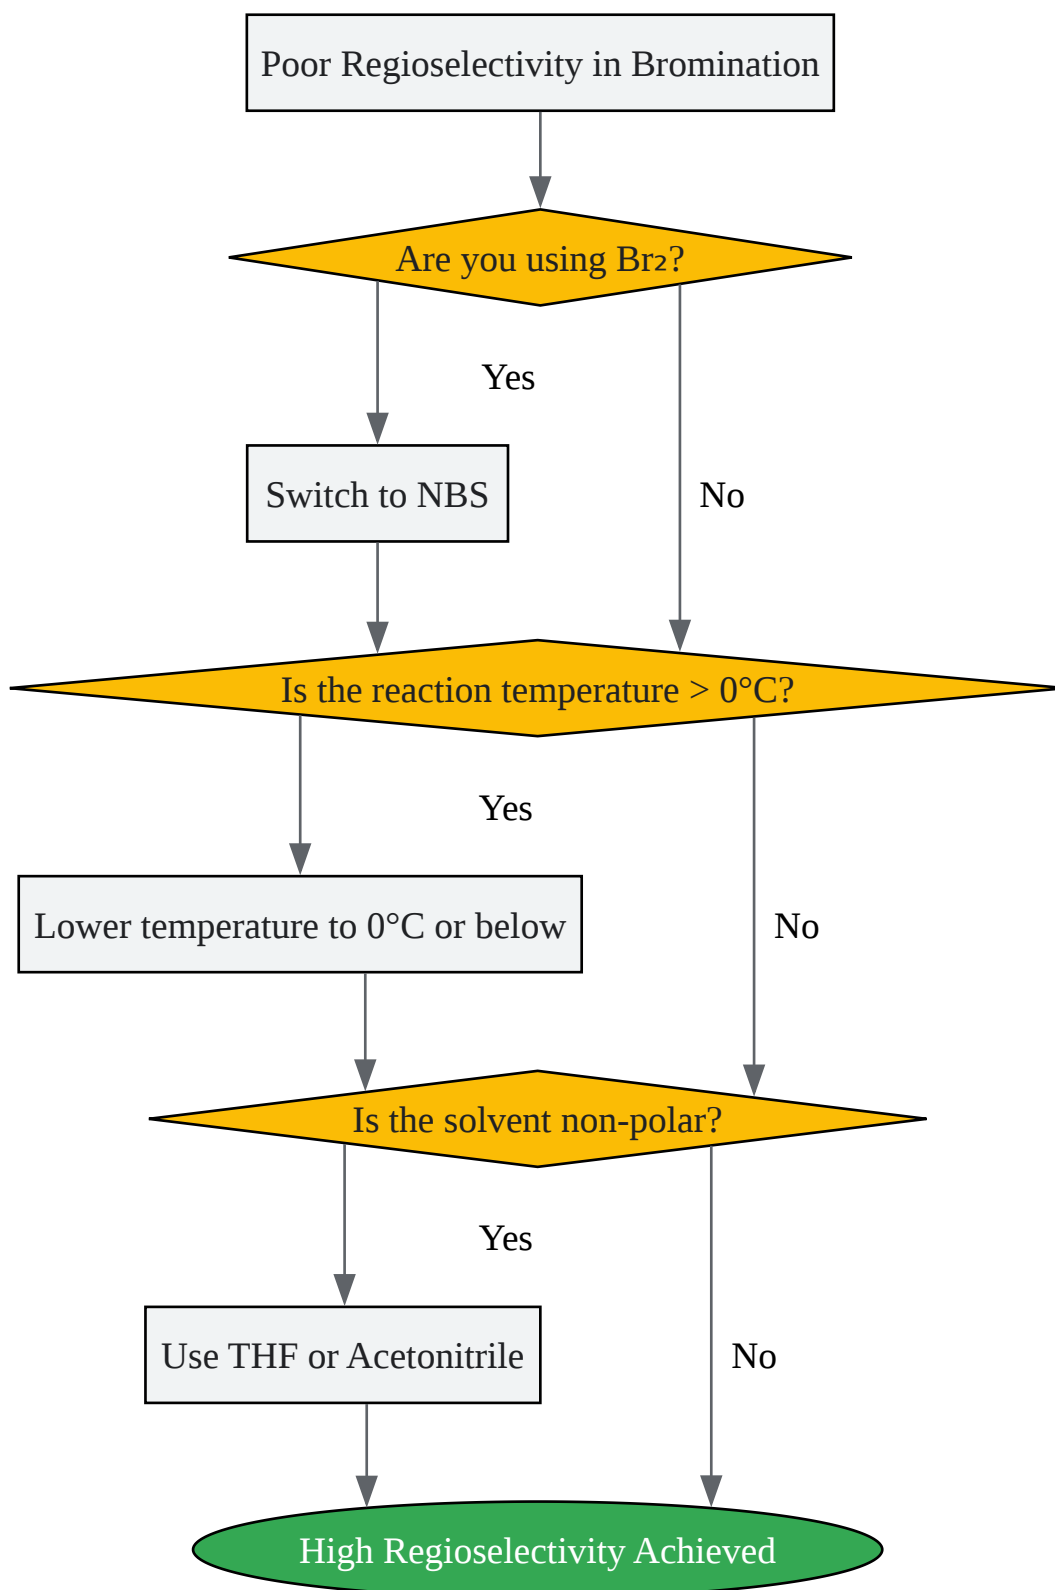 Poor Regioselectivity in Bromination
Are you using Br₂?
Yes
Switch to NBS
No
Is the reaction temperature > 0°C?
Yes
Lower temperature to 0°C or below
No
Is the solvent non-polar?
Yes
Use THF or Acetonitrile
No
High Regioselectivity Achieved